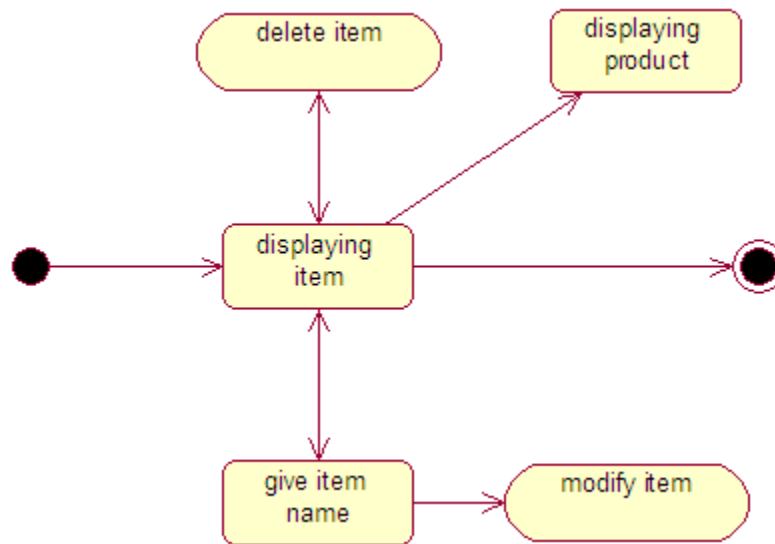 delete item
displaying
product
displaying
item
give item
name
modify item